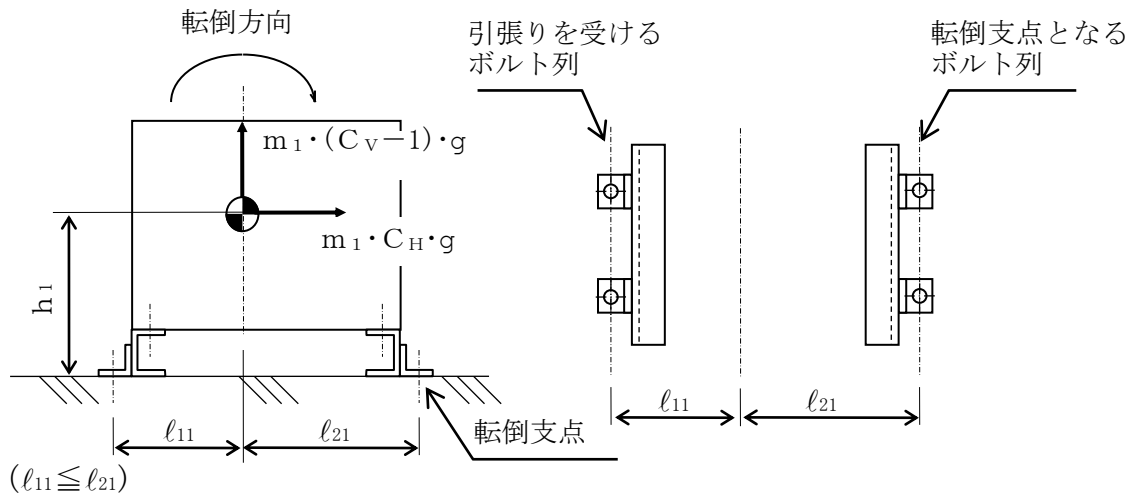 転倒方向
引張りを受ける
ボルト列
転倒支点となる
ボルト列
m₁・(Cᵥ－1)・g
m₁・C_H・g
h₁
ℓ₁₁
ℓ₂₁
転倒支点
ℓ₁₁
ℓ₂₁
(ℓ₁₁≦ℓ₂₁)